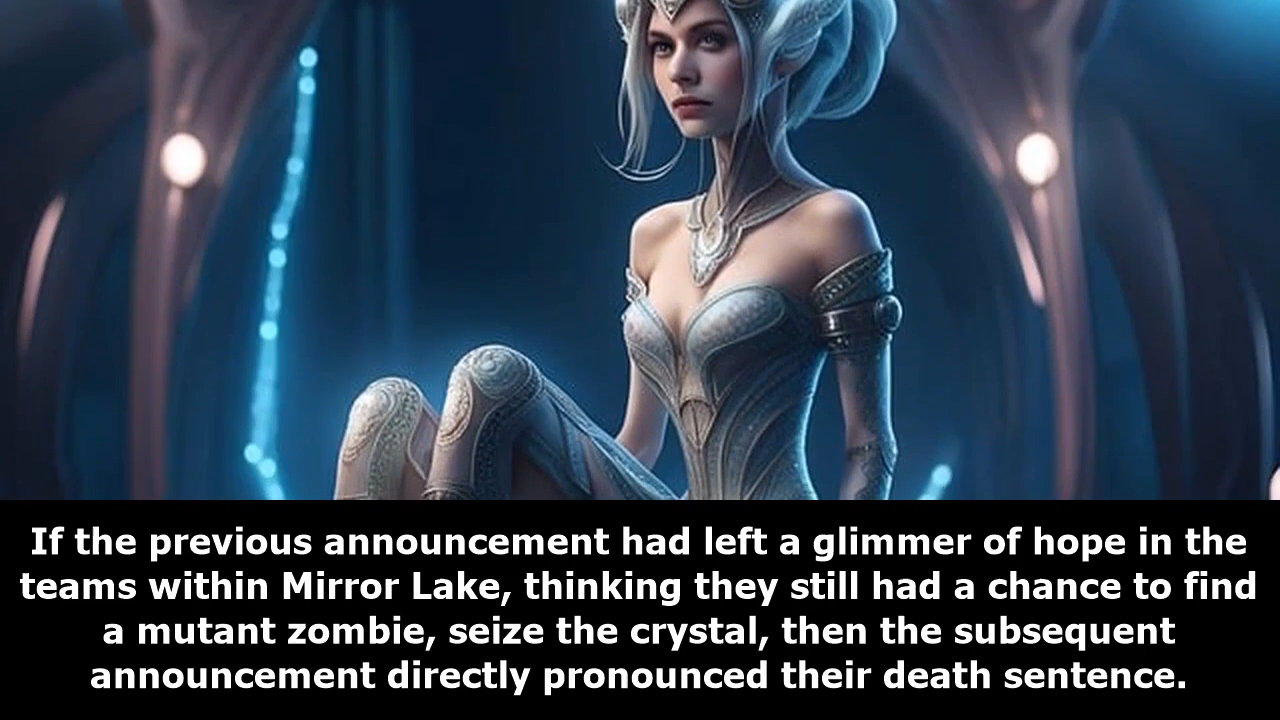 If the previous announcement had left a glimmer of hope in the
teams within Mirror Lake, thinking they still had a chance to find
a mutant zombie, seize the crystal, then the subsequent
announcement directly pronounced their death sentence.